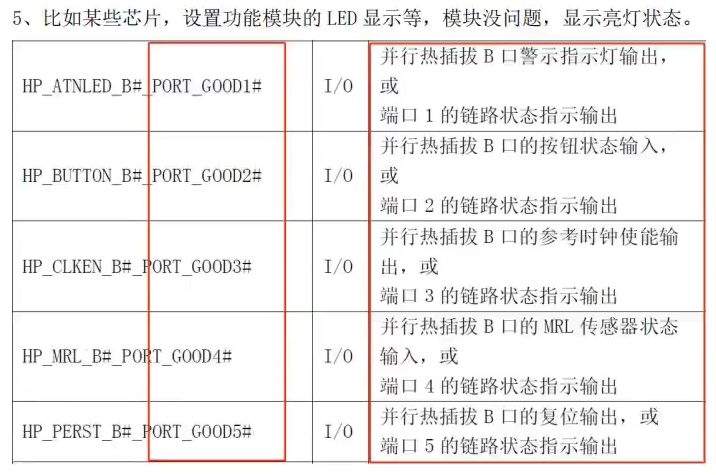 5、比如某些芯片，设置功能模块的 LED 显示等，模块没问题，显示亮灯状态。
HP_ATNLED_B#_PORT_GOOD1# I/O 并行热插拔 B 口警示指示灯输出，
或
端口 1 的链路状态指示输出
HP_BUTTON_B#_PORT_GOOD2# I/O 并行热插拔 B 口的按钮状态输入，
或
端口 2 的链路状态指示输出
HP_CLKEN_B#_PORT_GOOD3# I/O 并行热插拔 B 口的参考时钟使能输
出，或
端口 3 的链路状态指示输出
HP_MRL_B#_PORT_GOOD4# I/O 并行热插拔 B 口的 MRL 传感器状态
输入，或
端口 4 的链路状态指示输出
HP_PERST_B#_PORT_GOOD5# I/O 并行热插拔 B 口的复位输出，或
端口 5 的链路状态指示输出